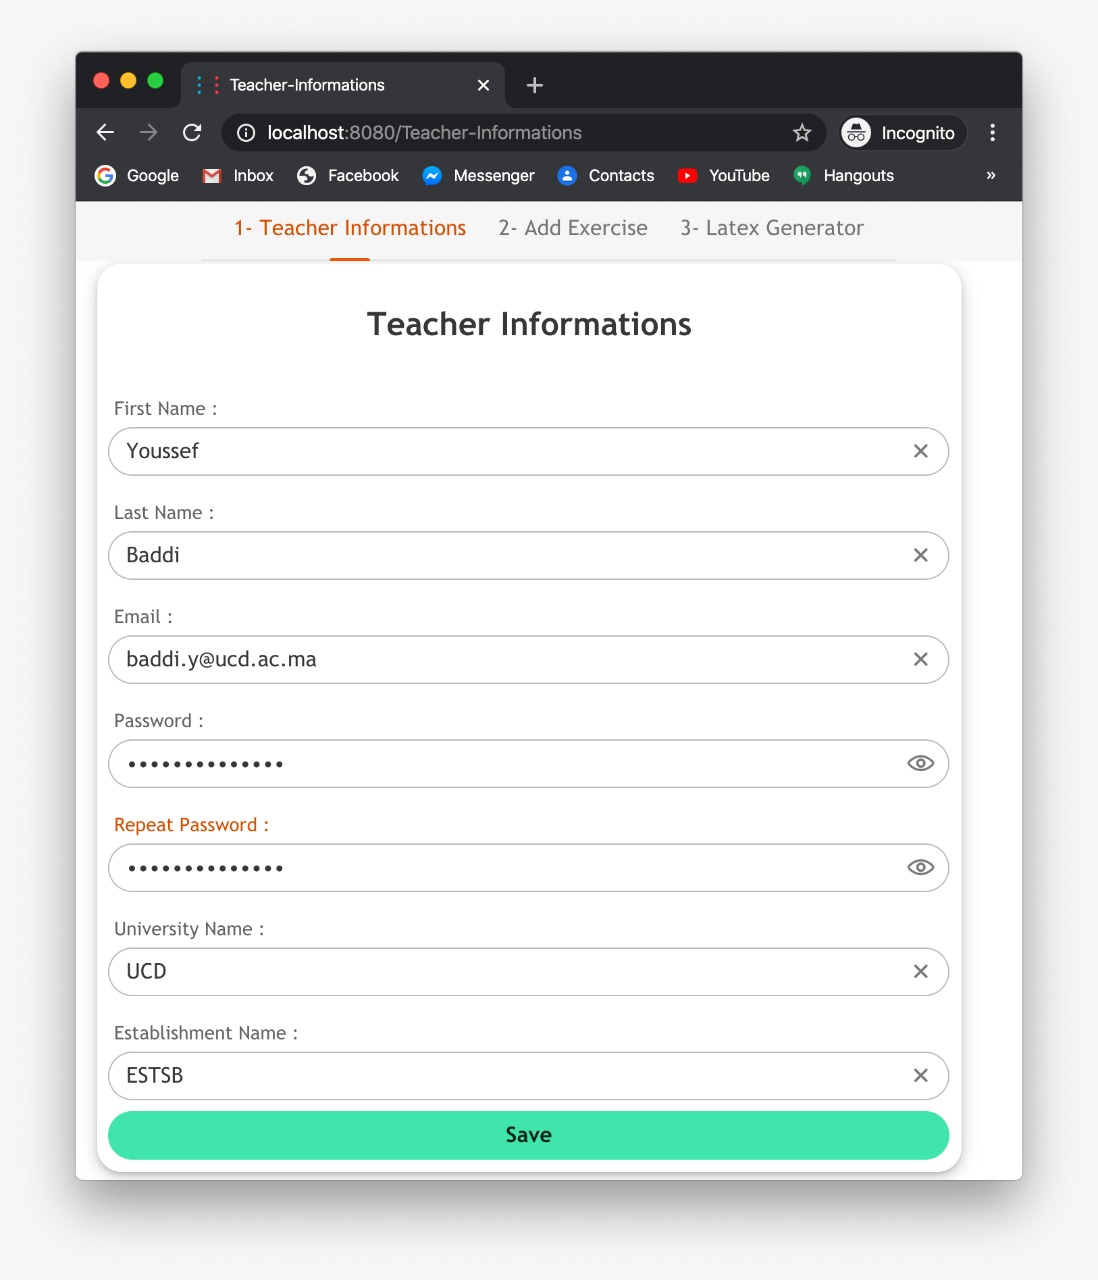 Teacher-Informations
localhost:8080/Teacher-Informations
Incognito
Google Inbox Facebook Messenger Contacts YouTube Hangouts »
1- Teacher Informations 2- Add Exercise 3- Latex Generator
Teacher Informations
First Name :
Youssef
Last Name :
Baddi
Email :
baddi.y@ucd.ac.ma
Password :
••••••••••••••
Repeat Password :
••••••••••••••
University Name :
UCD
Establishment Name :
ESTSB
Save